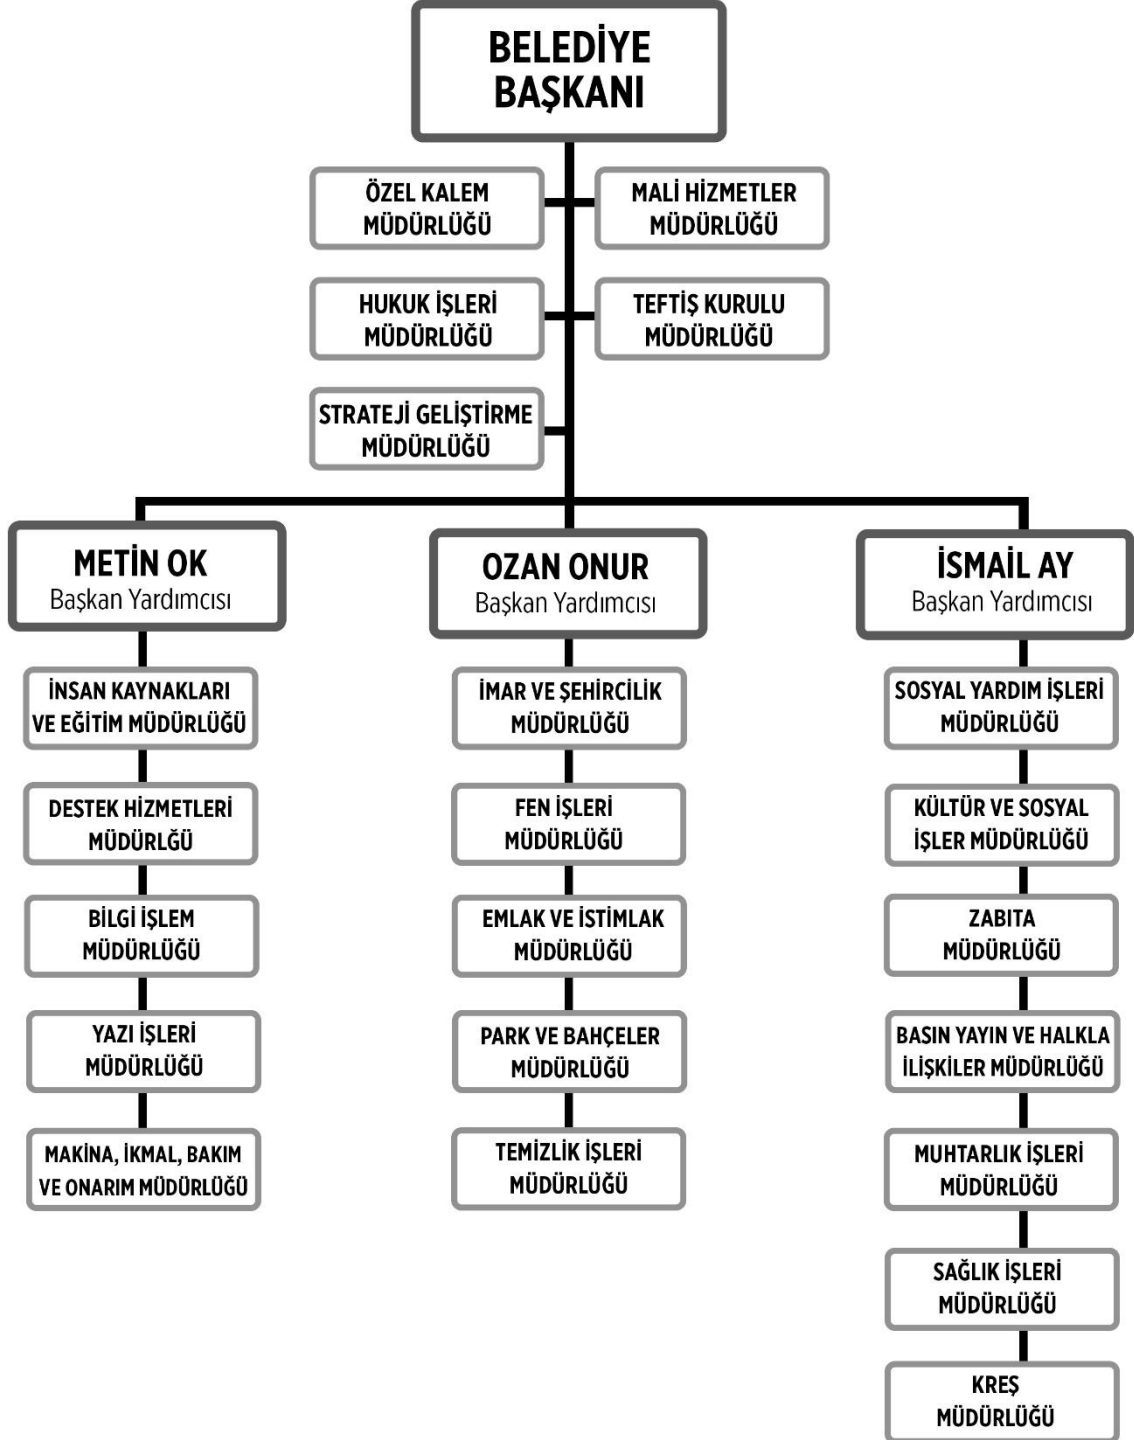 BELEDİYE
BAŞKANI
ÖZEL KALEM
MÜDÜRLÜĞÜ
MALİ HİZMETLER
MÜDÜRLÜĞÜ
HUKUK İŞLERİ
MÜDÜRLÜĞÜ
TEFTİŞ KURULU
MÜDÜRLÜĞÜ
STRATEJİ GELİŞTİRME
MÜDÜRLÜĞÜ
METİN OK
Başkan Yardımcısı
İNSAN KAYNAKLARI
VE EĞİTİM MÜDÜRLÜĞÜ
DESTEK HİZMETLERİ
MÜDÜRLĞÜ
BİLGİ İŞLEM
MÜDÜRLÜĞÜ
YAZI İŞLERİ
MÜDÜRLÜĞÜ
MAKİNA, İKMAL, BAKIM
VE ONARIM MÜDÜRLÜĞÜ
OZAN ONUR
Başkan Yardımcısı
İMAR VE ŞEHİRCİLİK
MÜDÜRLÜĞÜ
FEN İŞLERİ
MÜDÜRLÜĞÜ
EMLAK VE İSTİMLAK
MÜDÜRLÜĞÜ
PARK VE BAHÇELER
MÜDÜRLÜĞÜ
TEMİZLİK İŞLERİ
MÜDÜRLÜĞÜ
İSMAİL AY
Başkan Yardımcısı
SOSYAL YARDIM İŞLERİ
MÜDÜRLÜĞÜ
KÜLTÜR VE SOSYAL
İŞLER MÜDÜRLÜĞÜ
ZABITA
MÜDÜRLÜĞÜ
BASIN YAYIN VE HALKLA
İLİŞKİLER MÜDÜRLÜĞÜ
MUHTARLIK İŞLERİ
MÜDÜRLÜĞÜ
SAĞLIK İŞLERİ
MÜDÜRLÜĞÜ
KREŞ
MÜDÜRLÜĞÜ